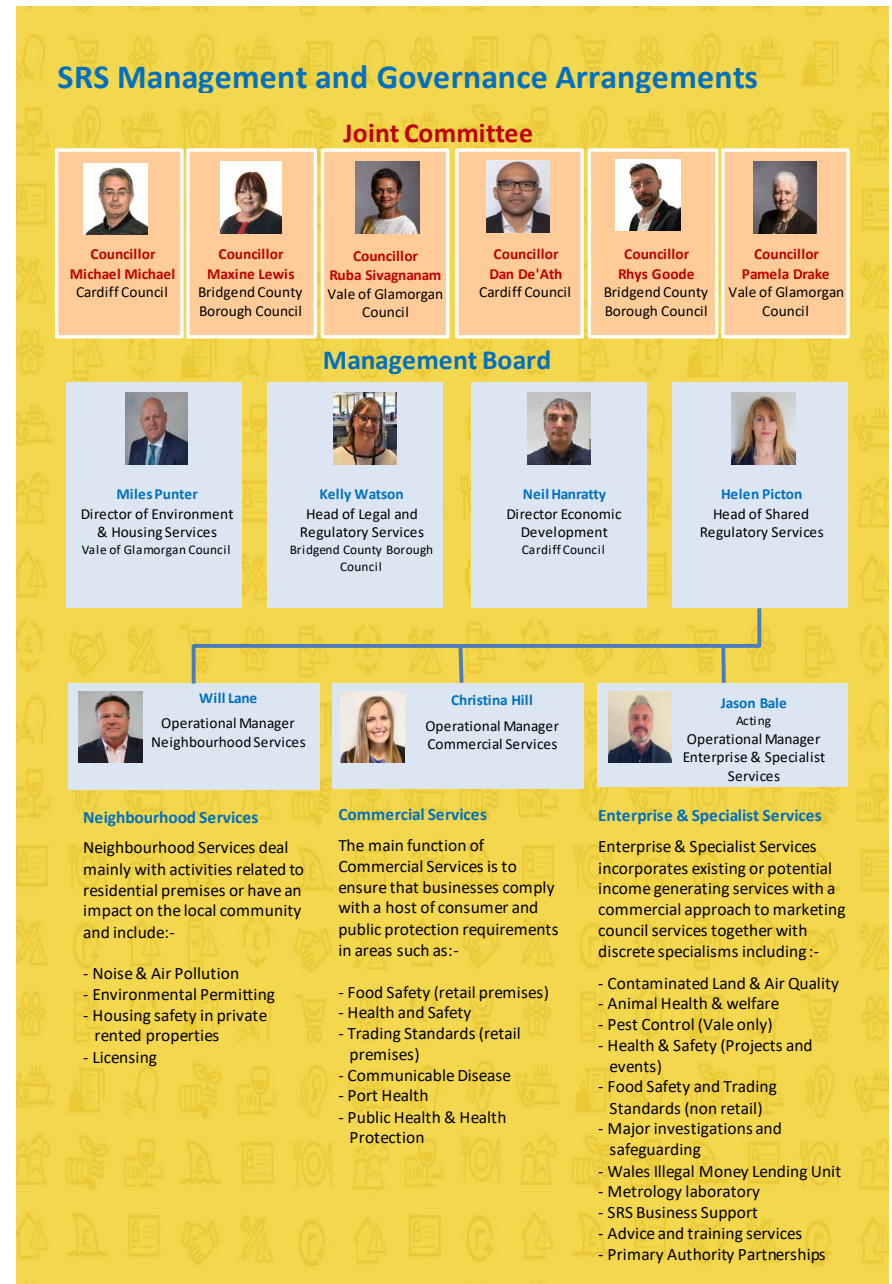 SRS Management and Governance Arrangements
Joint Committee
Councillor
Michael Michael
Cardiff Council
Councillor
Maxine Lewis
Bridgend County
Borough Council
Councillor
Ruba Sivagnanam
Vale of Glamorgan
Council
Councillor
Dan De'Ath
Cardiff Council
Councillor
Rhys Goode
Bridgend County
Borough Council
Councillor
Pamela Drake
Vale of Glamorgan
Council
Management Board
Miles Punter
Director of Environment
& Housing Services
Vale of Glamorgan Council
Kelly Watson
Head of Legal and
Regulatory Services
Bridgend County Borough
Council
Neil Hanratty
Director Economic
Development
Cardiff Council
Helen Picton
Head of Shared
Regulatory Services
Will Lane
Operational Manager
Neighbourhood Services
Christina Hill
Operational Manager
Commercial Services
Jason Bale
Acting
Operational Manager
Enterprise & Specialist
Services
Neighbourhood Services
Neighbourhood Services deal
mainly with activities related to
residential premises or have an
impact on the local community
and include:-
- Noise & Air Pollution
- Environmental Permitting
- Housing safety in private
rented properties
- Licensing
Commercial Services
The main function of
Commercial Services is to
ensure that businesses comply
with a host of consumer and
public protection requirements
in areas such as:-
- Food Safety (retail premises)
- Health and Safety
- Trading Standards (retail
premises)
- Communicable Disease
- Port Health
- Public Health & Health
Protection
Enterprise & Specialist Services
Enterprise & Specialist Services
incorporates existing or potential
income generating services with a
commercial approach to marketing
council services together with
discrete specialisms including :-
- Contaminated Land & Air Quality
- Animal Health & welfare
- Pest Control (Vale only)
- Health & Safety (Projects and
events)
- Food Safety and Trading
Standards (non retail)
- Major investigations and
safeguarding
- Wales Illegal Money Lending Unit
- Metrology laboratory
- SRS Business Support
- Advice and training services
- Primary Authority Partnerships